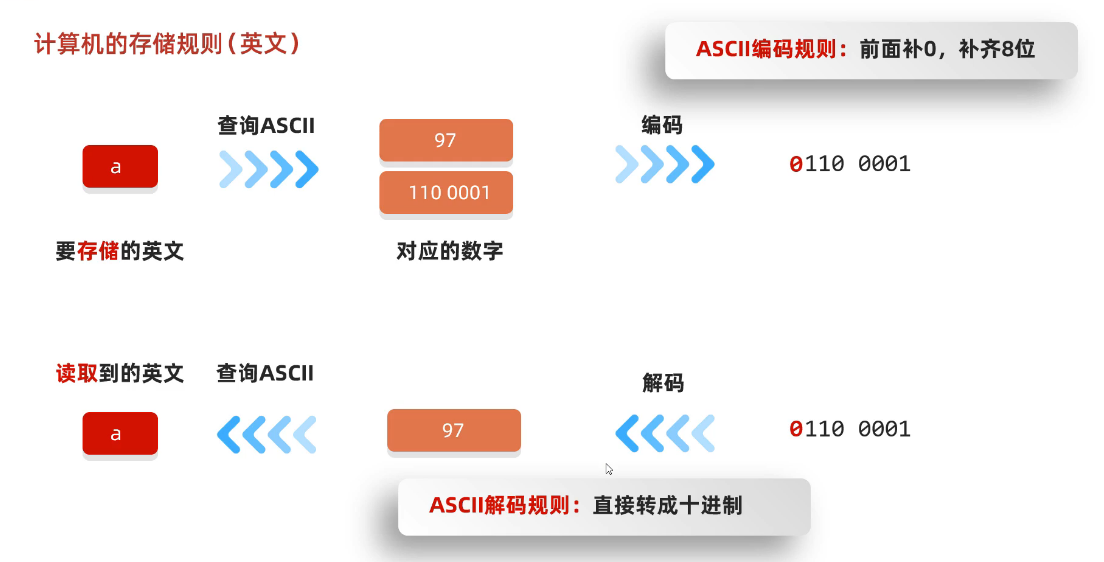 计算机的存储规则（英文）
ASCII编码规则：前面补0，补齐8位
查询ASCII
编码
a
97
110 0001
0110 0001
要存储的英文
对应的数字
读取到的英文
查询ASCII
解码
a
97
0110 0001
ASCII解码规则：直接转成十进制